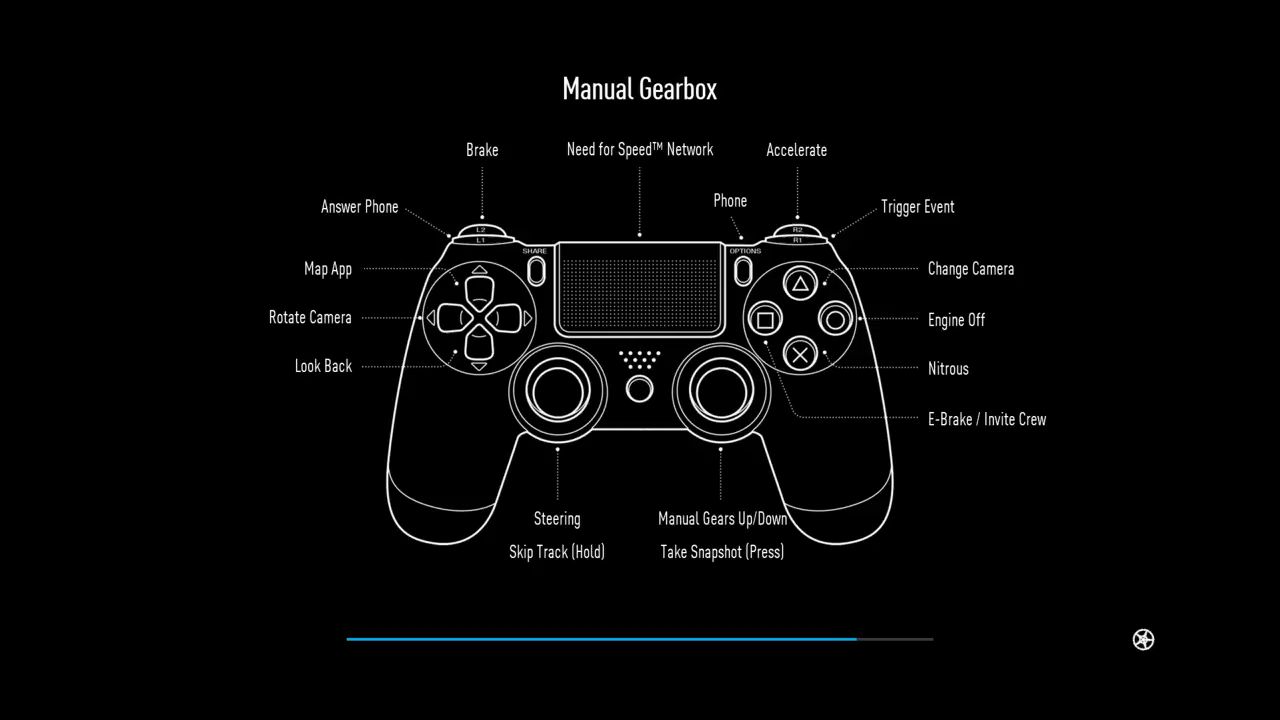 Manual Gearbox
Brake
Need for Speed™ Network
Accelerate
Phone
Answer Phone
Trigger Event
L2
R2
L1
R1
SHARE
OPTIONS
Map App
Change Camera
Rotate Camera
Engine Off
Look Back
Nitrous
E-Brake / Invite Crew
Steering
Manual Gears Up/Down
Skip Track (Hold)
Take Snapshot (Press)